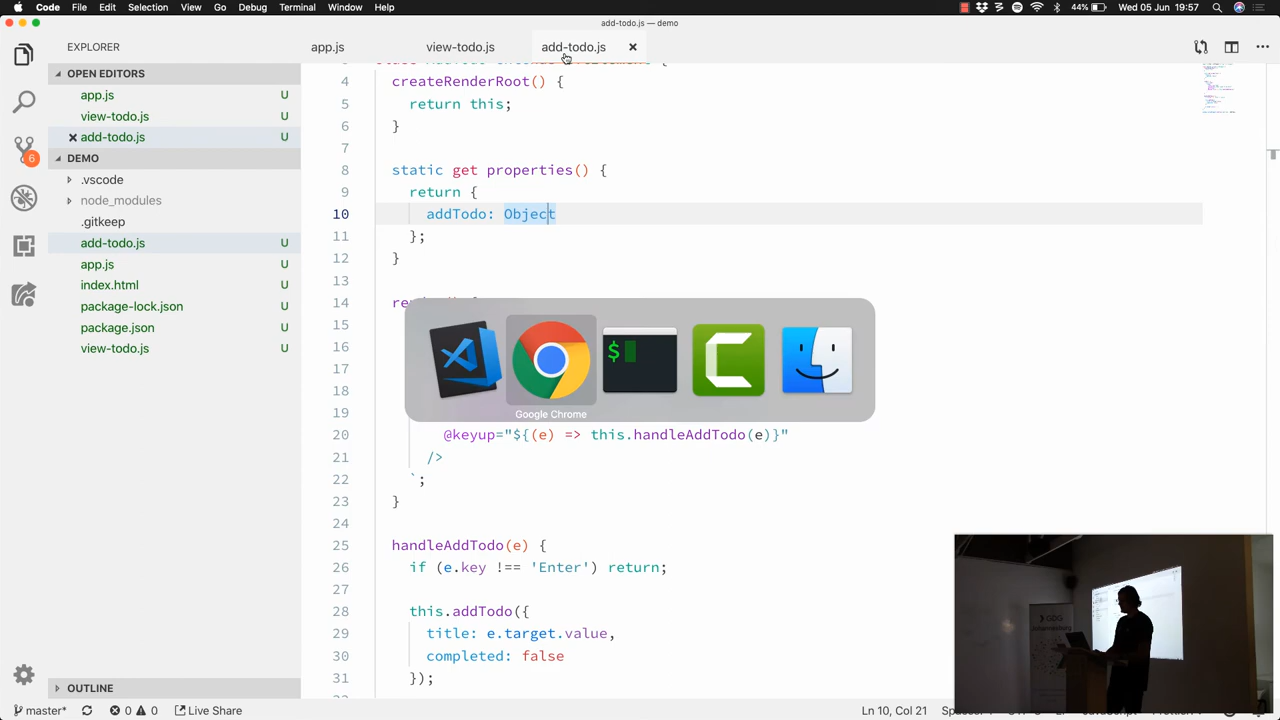 Code File Edit Selection View Go Debug Terminal Window Help
44% Wed 05 Jun 19:57
add-todo.js — demo
EXPLORER
app.js view-todo.js add-todo.js ×
OPEN EDITORS
app.js U
view-todo.js U
add-todo.js U
DEMO
.vscode
node_modules
.gitkeep
add-todo.js U
app.js U
index.html U
package-lock.json U
package.json U
view-todo.js U
6
4 createRenderRoot() {
5 return this;
6 }
7
8 static get properties() {
9 return {
10 addTodo: Object
11 };
12 }
13
14
15
16
17
18
19
20 @keyup="${(e) => this.handleAddTodo(e)}"
21 />
22 `;
23 }
24
25 handleAddTodo(e) {
26 if (e.key !== 'Enter') return;
27
28 this.addTodo({
29 title: e.target.value,
30 completed: false
31 });
$
Google Chrome
GDG
OUTLINE
master* 0 0 Live Share
Ln 10, Col 21